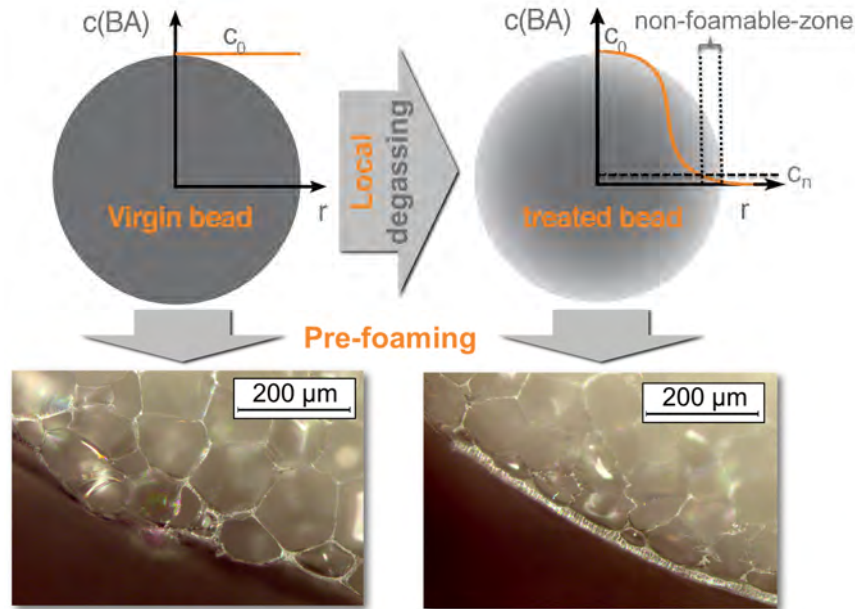 c(BA)
c₀
r
Virgin bead
Local
degassing
c(BA)
c₀
non-foamable-zone
cₙ
r
treated bead
Pre-foaming
200 µm
200 µm